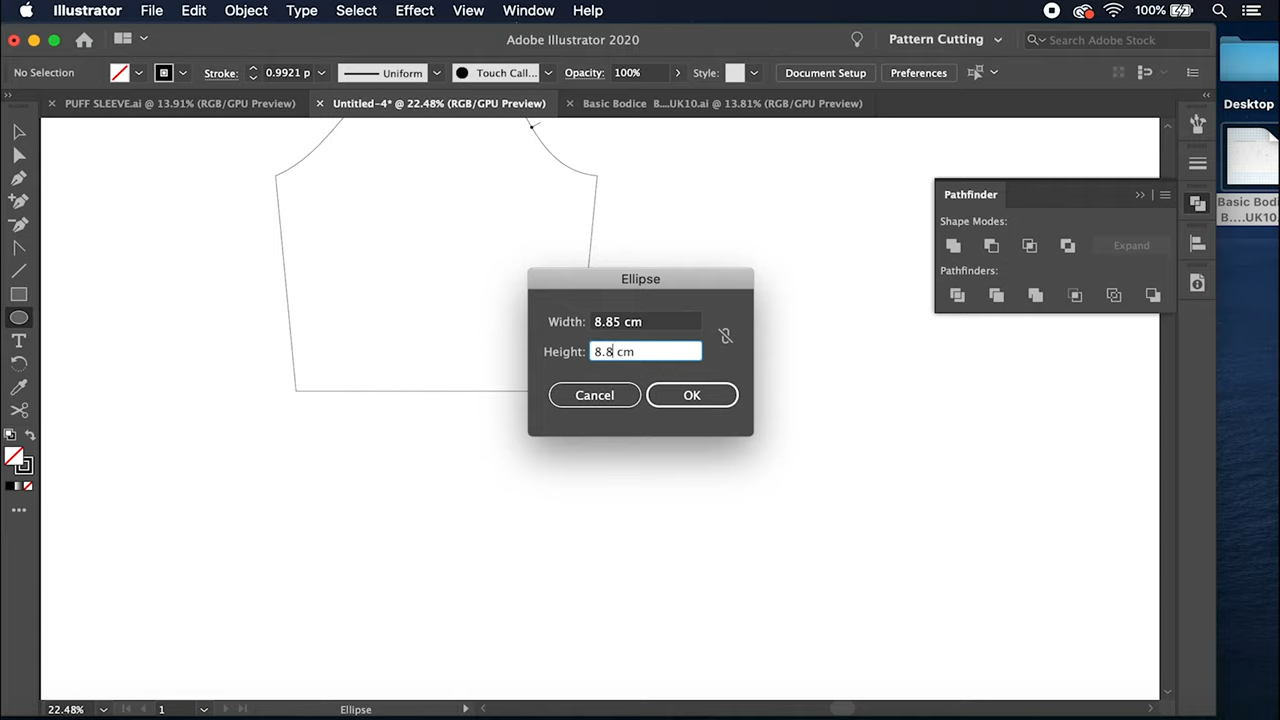 Illustrator File Edit Object Type Select Effect View Window Help 100%
Adobe Illustrator 2020 Pattern Cutting Search Adobe Stock
No Selection Stroke: 0.9921 p Uniform Touch Call... Opacity: 100% Style: Document Setup Preferences
PUFF SLEEVE.ai @ 13.91% (RGB/GPU Preview) Untitled-4* @ 22.48% (RGB/GPU Preview) Basic Bodice B....UK10.ai @ 13.81% (RGB/GPU Preview)
Desktop
Pathfinder
Basic Bodi
B....UK10
Shape Modes:
Expand
Pathfinders:
Ellipse
Width: 8.85 cm
Height: 8.8 cm
Cancel OK
22.48% 1 Ellipse